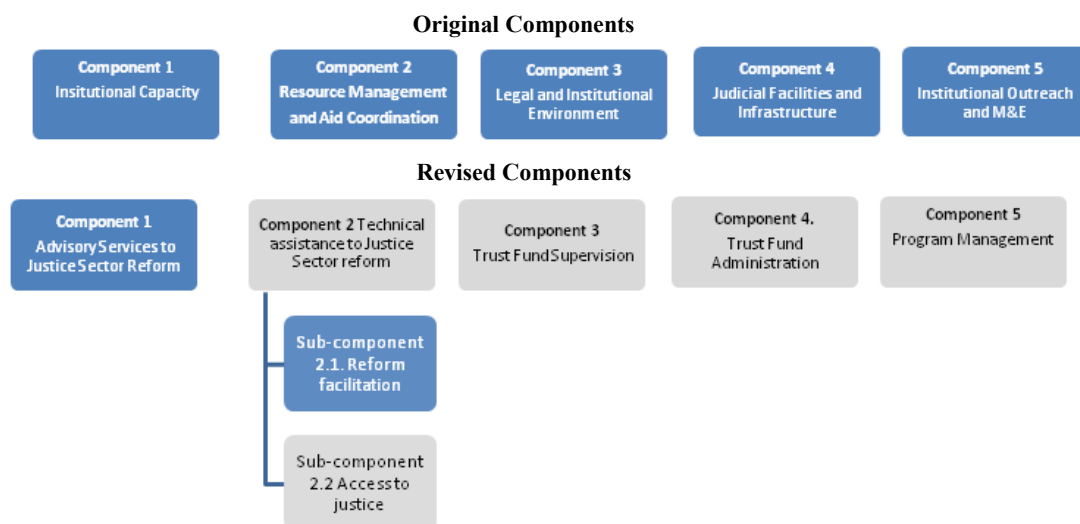 Original Components
Component 1
Insitutional Capacity
Component 2
Resource Management
and Aid Coordination
Component 3
Legal and Institutional
Environment
Component 4
Judicial Facilities and
Infrastructure
Component 5
Institutional Outreach
and M&E
Revised Components
Component 1
Advisory Services to
Justice Sector Reform
Component 2 Technical
assistance to Justice
Sector reform
Component 3
Trust Fund Supervision
Component 4.
Trust Fund
Administration
Component 5
Program Management
Sub-component
2.1. Reform
facilitation
Sub-component
2.2 Access to
justice